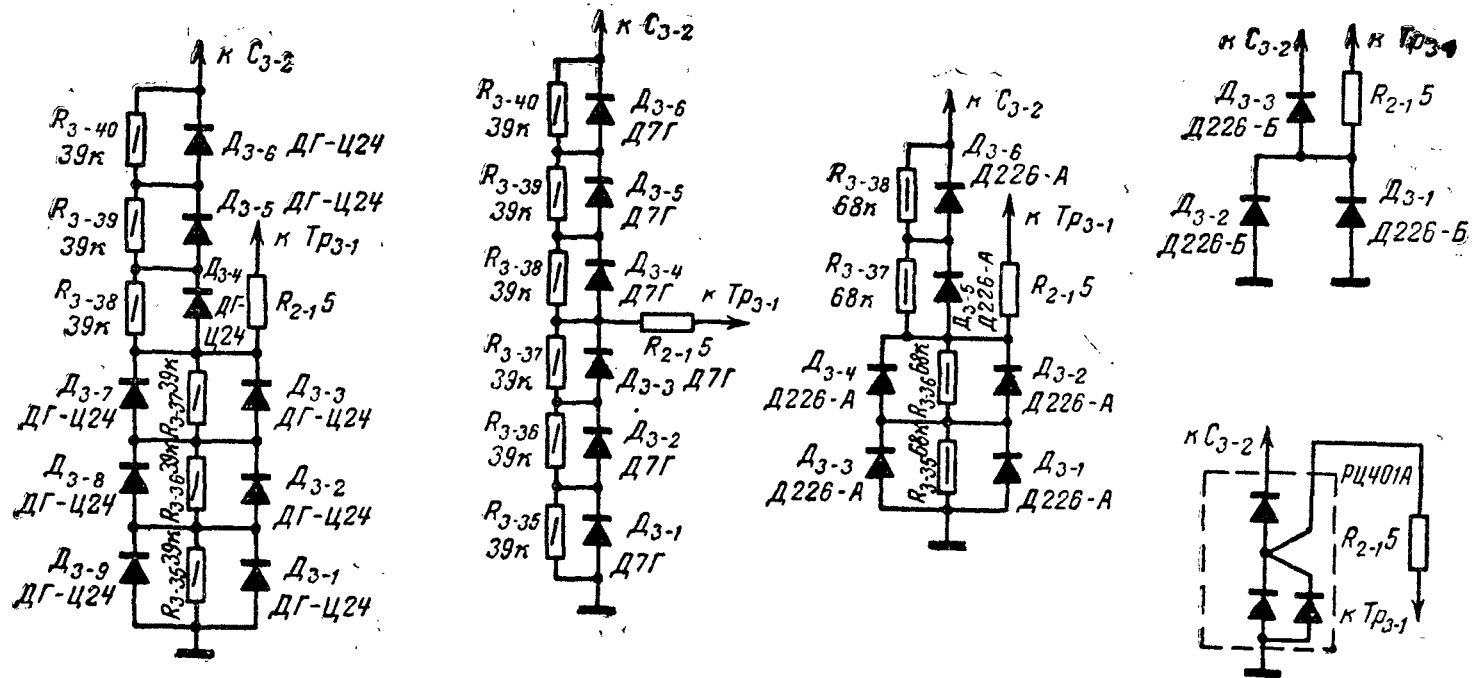 к С3-2
R3-40
39к
Д3-6 ДГ-Ц24
R3-39
39к
Д3-5 ДГ-Ц24
к Тр3-1
R3-38
39к
Д3-4
ДГ-
Ц24
R2-1 5
Д3-7
ДГ-Ц24
R3-37 39к
Д3-3
ДГ-Ц24
Д3-8
ДГ-Ц24
R3-36 39к
Д3-2
ДГ-Ц24
Д3-9
ДГ-Ц24
R3-35 39к
Д3-1
ДГ-Ц24
к С3-2
R3-40
39к
Д3-6
Д7Г
R3-39
39к
Д3-5
Д7Г
R3-38
39к
Д3-4
Д7Г
к Тр3-1
R2-1 5
R3-37
39к
Д3-3 Д7Г
R3-36
39к
Д3-2
Д7Г
R3-35
39к
Д3-1
Д7Г
к С3-2
R3-38
68к
Д3-6
Д226-А
к Тр3-1
R3-37
68к
Д3-5
Д226-А
R2-1 5
Д3-4
Д226-А
R3-36 68к
Д3-2
Д226-А
Д3-3
Д226-А
R3-35 68к
Д3-1
Д226-А
к С3-2
к Тр3-1
Д3-3
Д226-Б
R2-1 5
Д3-2
Д226-Б
Д3-1
Д226-Б
к С3-2
РЦ401А
R2-1 5
к Тр3-1